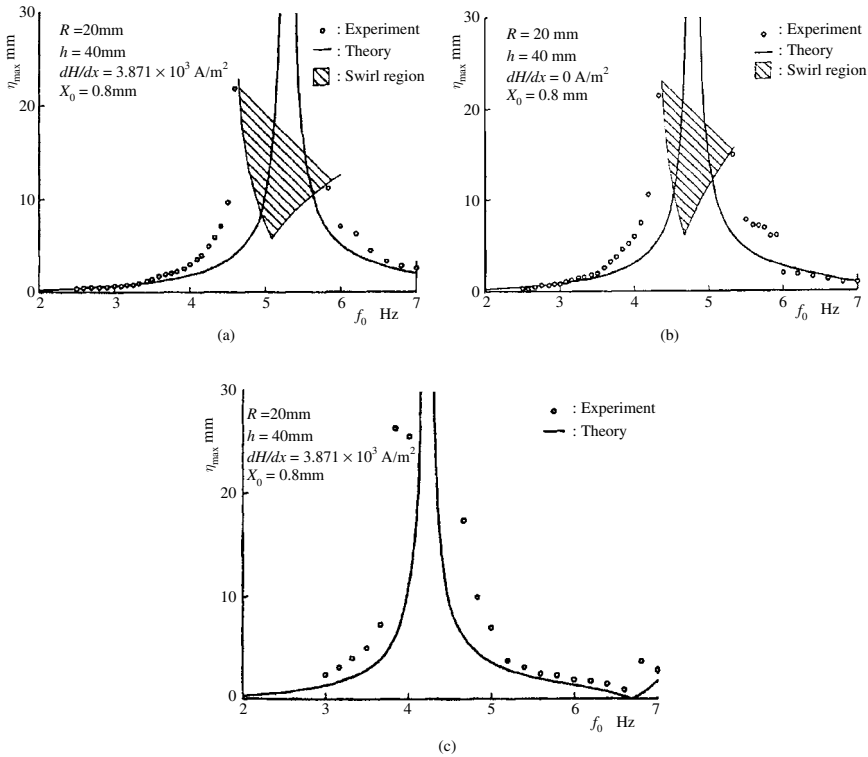 30
20
10
0
η_max mm
R =20mm
h = 40mm
dH/dx = 3.871 × 10³ A/m²
X₀ = 0.8mm
: Experiment
: Theory
: Swirl region
2 3 4 5 6 7
f₀ Hz
(a)
30
20
10
0
η_max mm
R = 20 mm
h = 40 mm
dH/dx = 0 A/m²
X₀ = 0.8 mm
: Experiment
: Theory
: Swirl region
2 3 4 5 6 7
f₀ Hz
(b)
30
20
10
0
η_max mm
R =20mm
h = 40mm
dH/dx = 3.871 × 10³ A/m²
X₀ = 0.8mm
: Experiment
: Theory
2 3 4 5 6 7
f₀ Hz
(c)